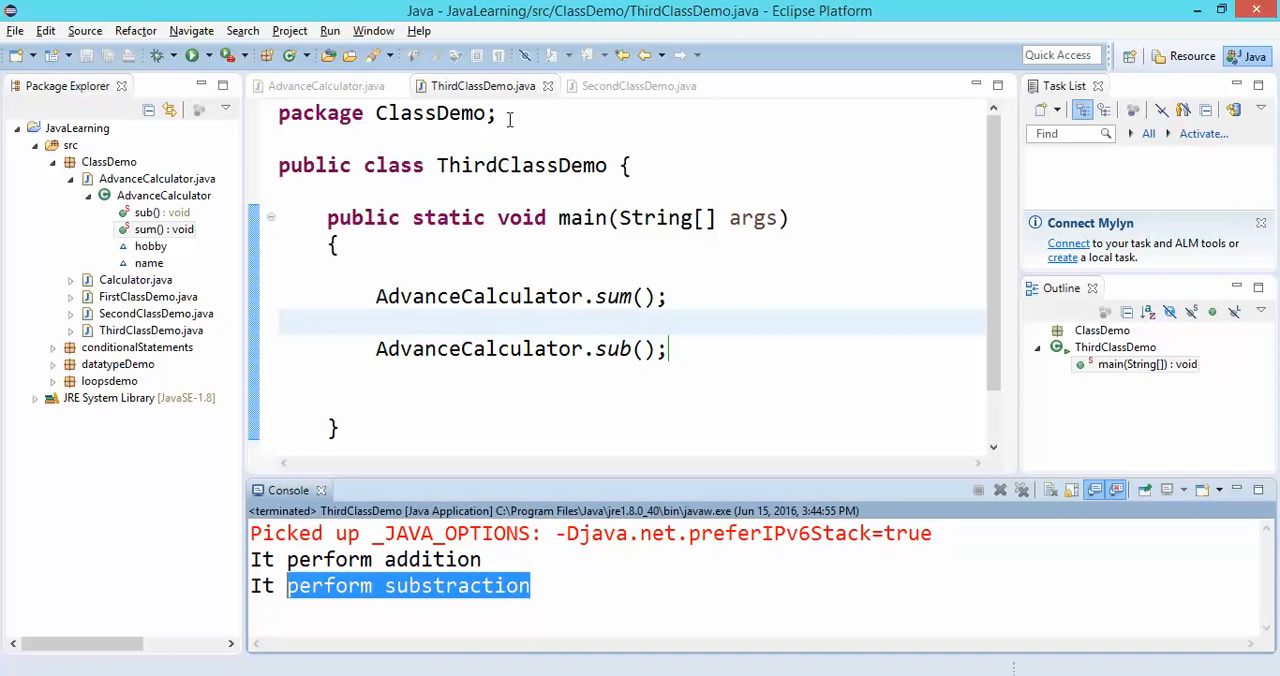 Java - JavaLearning/src/ClassDemo/ThirdClassDemo.java - Eclipse Platform
File Edit Source Refactor Navigate Search Project Run Window Help
Quick Access Resource Java
Package Explorer
JavaLearning
src
ClassDemo
AdvanceCalculator.java
AdvanceCalculator
sub() : void
sum() : void
hobby
name
Calculator.java
FirstClassDemo.java
SecondClassDemo.java
ThirdClassDemo.java
conditionalStatements
datatypeDemo
loopsdemo
JRE System Library [JavaSE-1.8]
AdvanceCalculator.java ThirdClassDemo.java SecondClassDemo.java
package ClassDemo;
public class ThirdClassDemo {
public static void main(String[] args)
{
AdvanceCalculator.sum();
AdvanceCalculator.sub();
}
Task List
Find All Activate...
Connect Mylyn
Connect to your task and ALM tools or
create a local task.
Outline
ClassDemo
ThirdClassDemo
main(String[]) : void
Console
<terminated> ThirdClassDemo [Java Application] C:\Program Files\Java\jre1.8.0_40\bin\javaw.exe (Jun 15, 2016, 3:44:55 PM)
Picked up _JAVA_OPTIONS: -Djava.net.preferIPv6Stack=true
It perform addition
It perform substraction